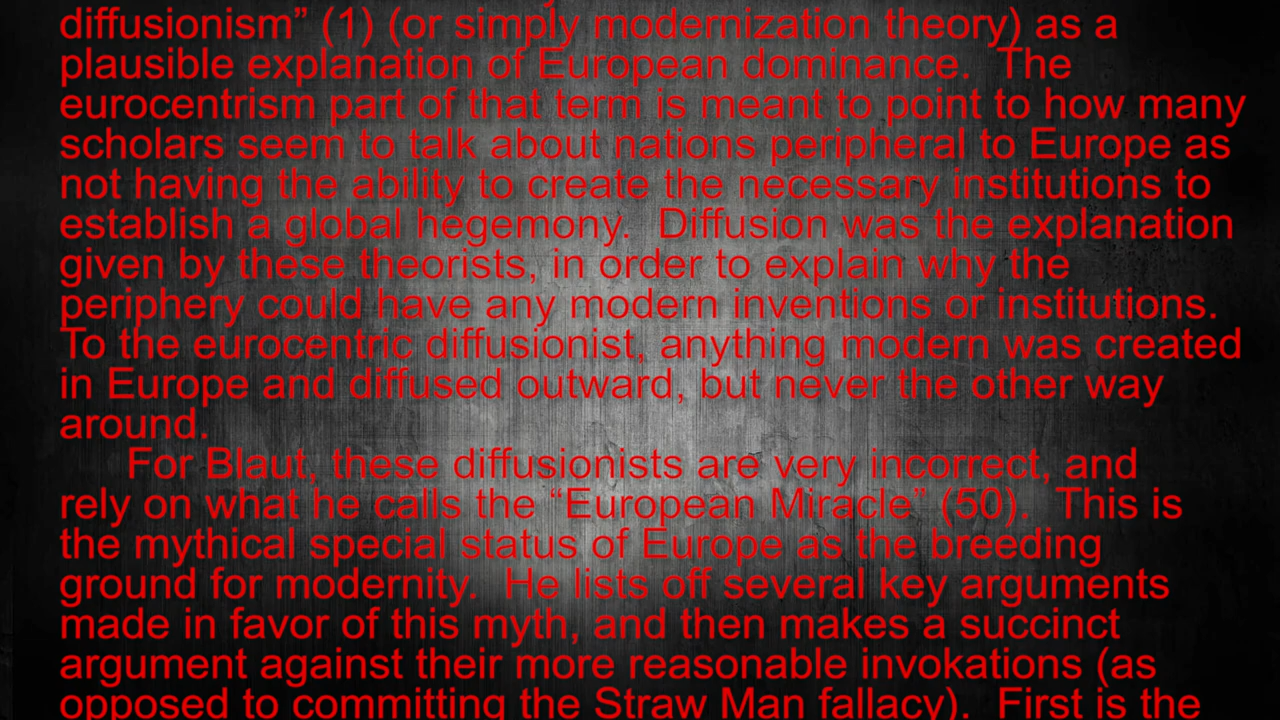 diffusionism” (1) (or simply modernization theory) as a
plausible explanation of European dominance.  The
eurocentrism part of that term is meant to point to how many
scholars seem to talk about nations peripheral to Europe as
not having the ability to create the necessary institutions to
establish a global hegemony.  Diffusion was the explanation
given by these theorists, in order to explain why the
periphery could have any modern inventions or institutions.
To the eurocentric diffusionist, anything modern was created
in Europe and diffused outward, but never the other way
around.
For Blaut, these diffusionists are very incorrect, and
rely on what he calls the “European Miracle” (50).  This is
the mythical special status of Europe as the breeding
ground for modernity.  He lists off several key arguments
made in favor of this myth, and then makes a succinct
argument against their more reasonable invokations (as
opposed to committing the Straw Man fallacy).  First is the